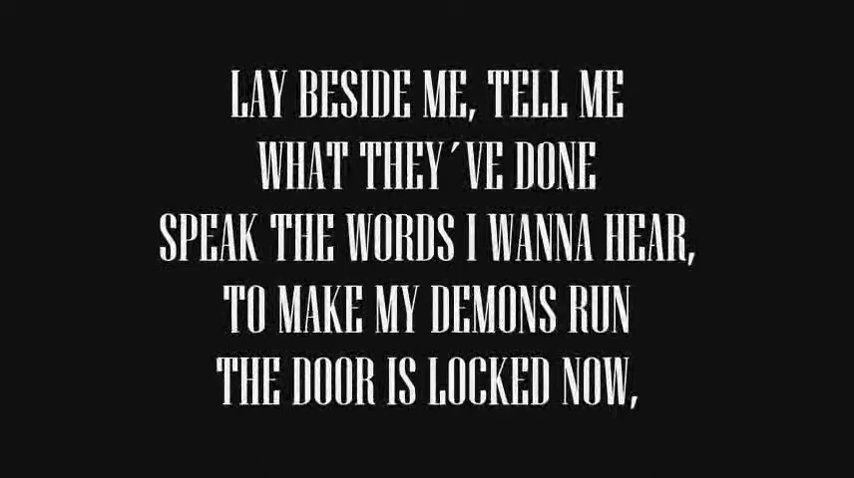 LAY BESIDE ME, TELL ME
WHAT THEY´VE DONE
SPEAK THE WORDS I WANNA HEAR,
TO MAKE MY DEMONS RUN
THE DOOR IS LOCKED NOW,